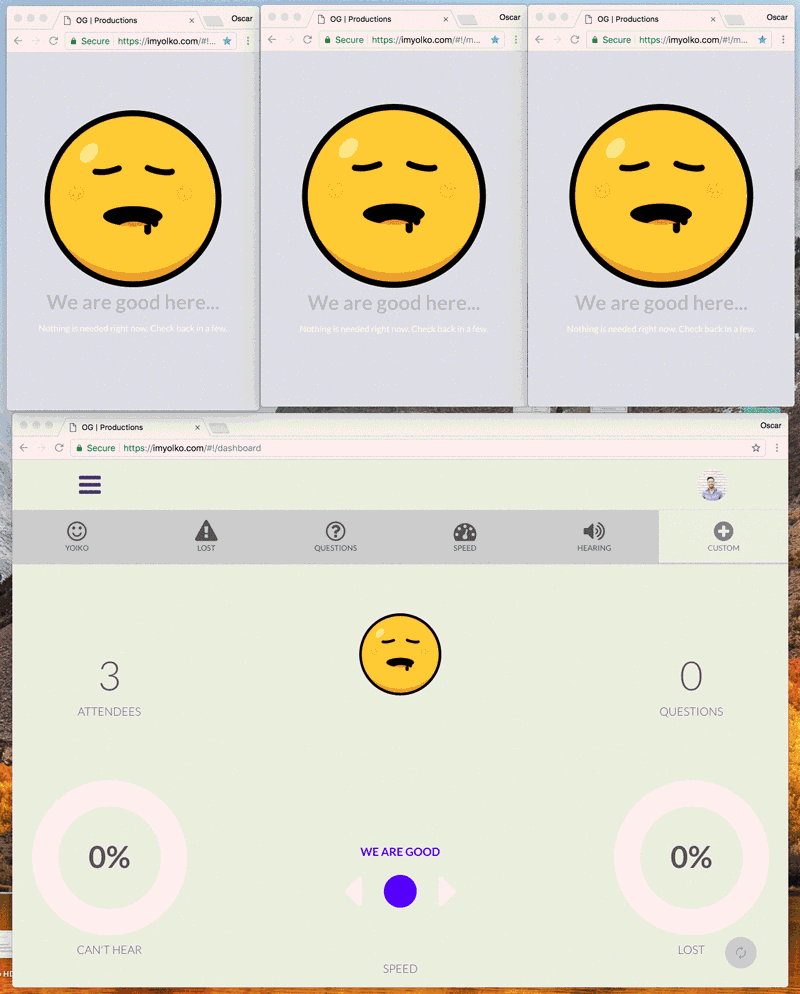 OG | Productions
Oscar
Secure
https://imyolko.com/#!...
We are good here...
Nothing is needed right now. Check back in a few.
OG | Productions
Oscar
Secure
https://imyolko.com/#!/m...
We are good here...
Nothing is needed right now. Check back in a few.
OG | Productions
Oscar
Secure
https://imyolko.com/#!/m...
We are good here...
Nothing is needed right now. Check back in a few.
OG | Productions
Oscar
Secure
https://imyolko.com/#!/dashboard
YOlKO
LOST
QUESTIONS
SPEED
HEARING
CUSTOM
3
ATTENDEES
0
QUESTIONS
0%
CAN'T HEAR
WE ARE GOOD
SPEED
0%
LOST